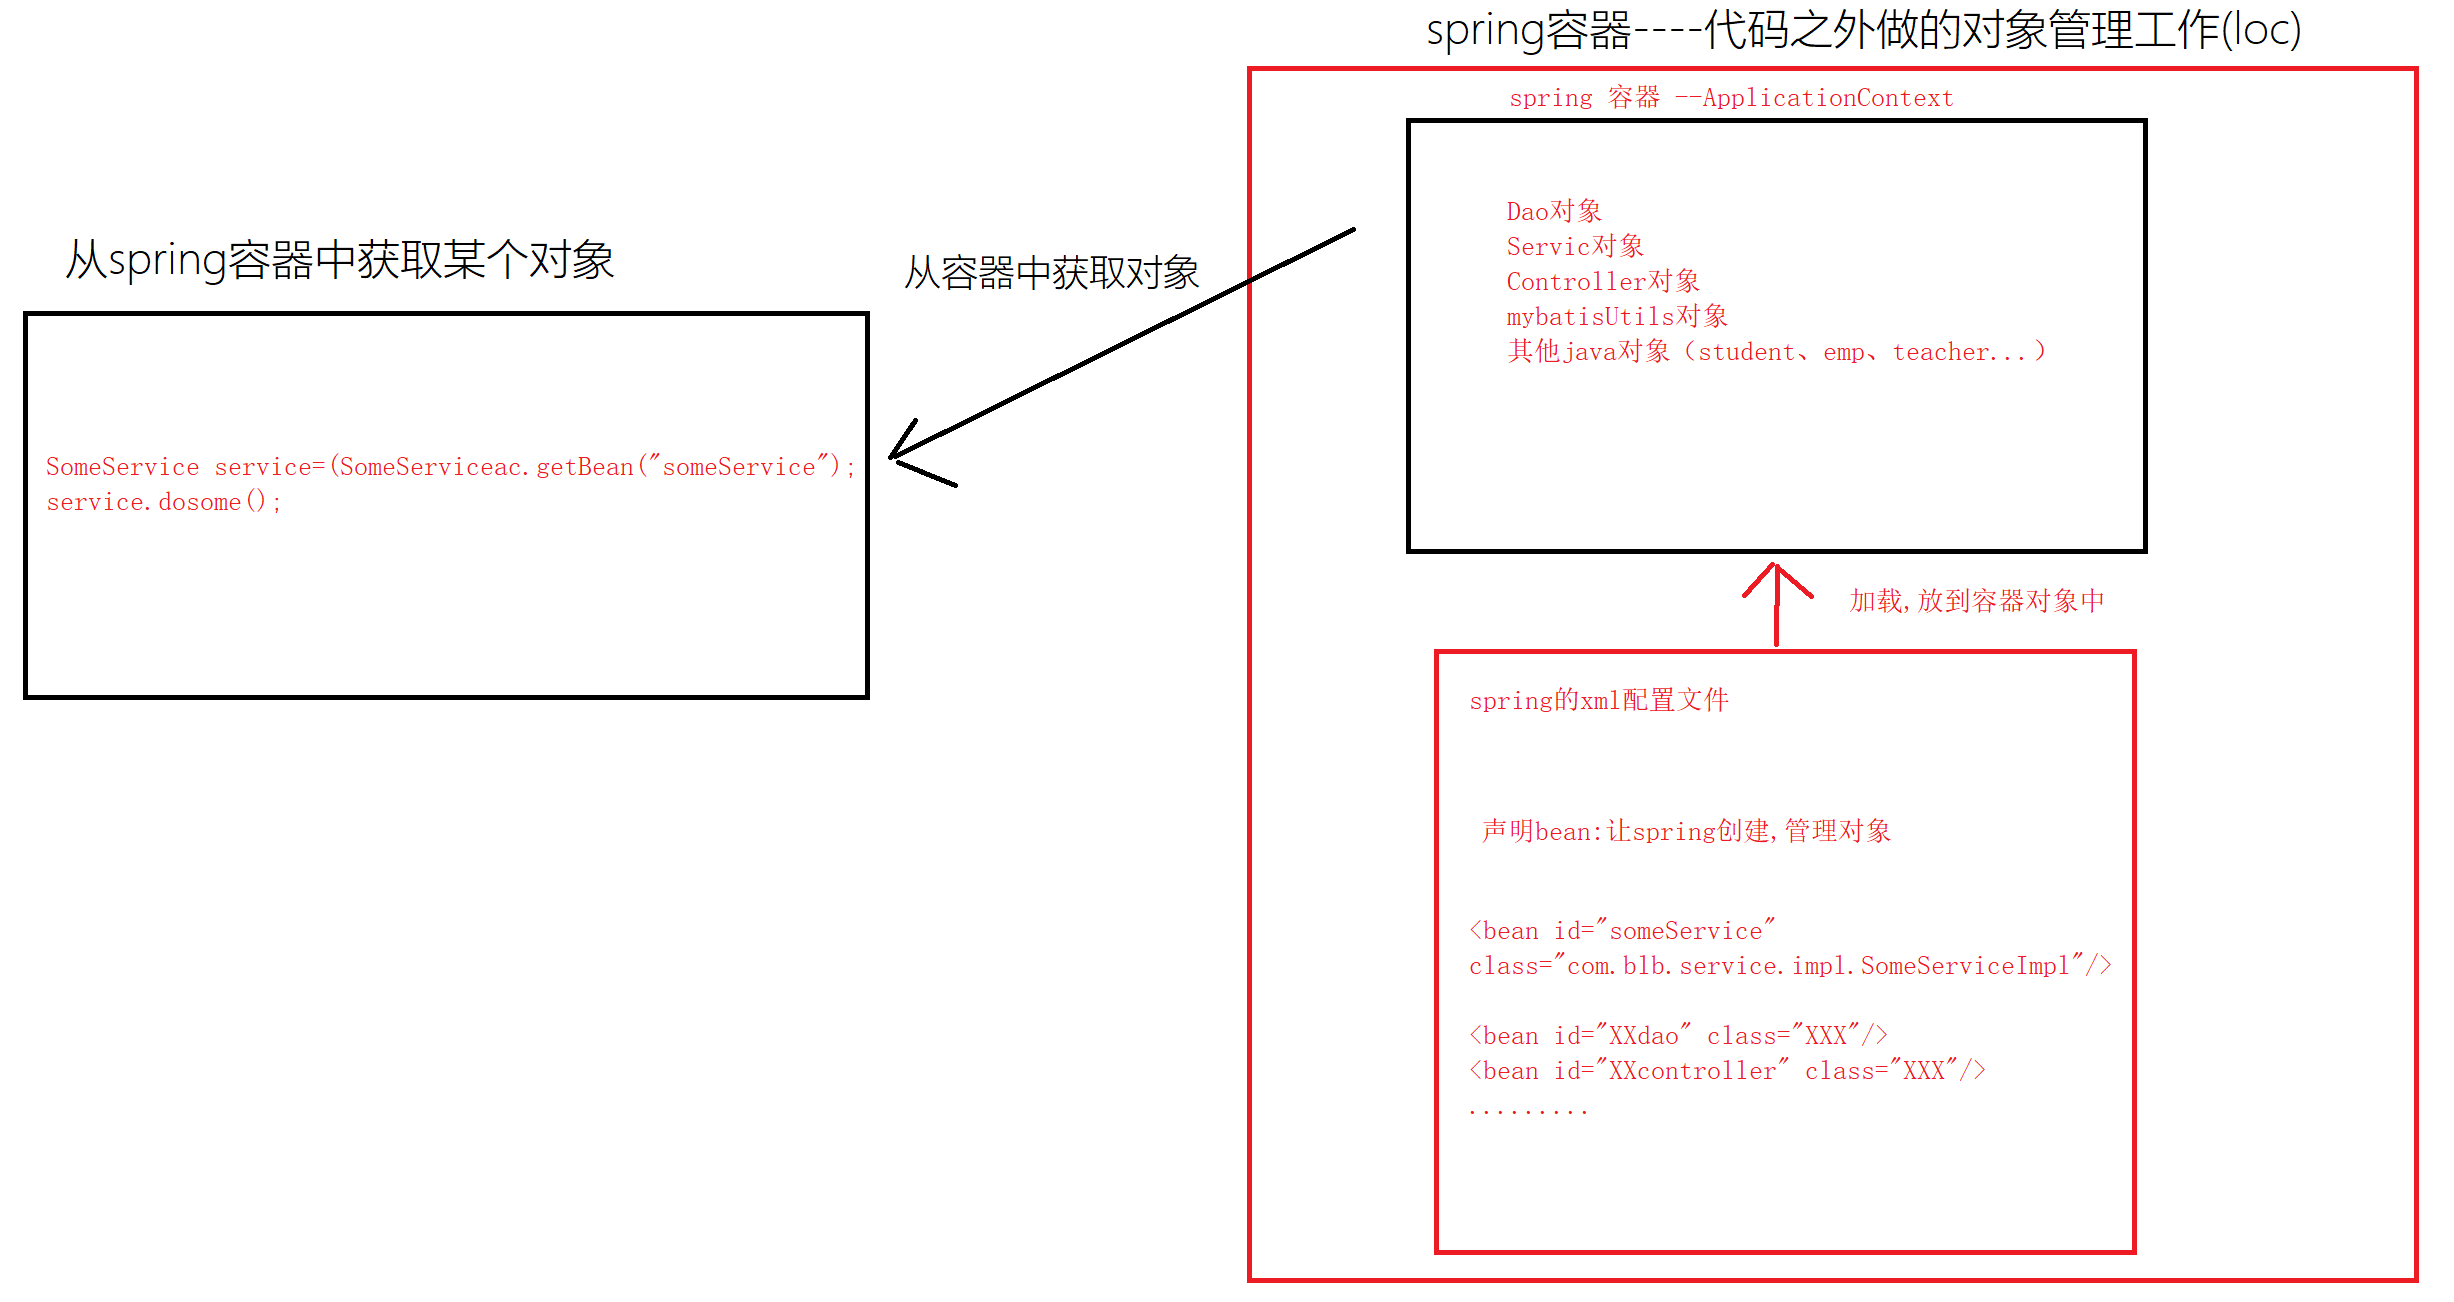 spring容器----代码之外做的对象管理工作(loc)
spring 容器 --ApplicationContext
Dao对象
Servic对象
Controller对象
mybatisUtils对象
其他java对象（student、emp、teacher...）
从spring容器中获取某个对象
从容器中获取对象
SomeService service=(SomeServiceac.getBean("someService");
service.dosome();
加载,放到容器对象中
spring的xml配置文件
声明bean:让spring创建,管理对象
<bean id="someService"
class="com.blb.service.impl.SomeServiceImpl"/>
<bean id="XXdao" class="XXX"/>
<bean id="XXcontroller" class="XXX"/>
.........